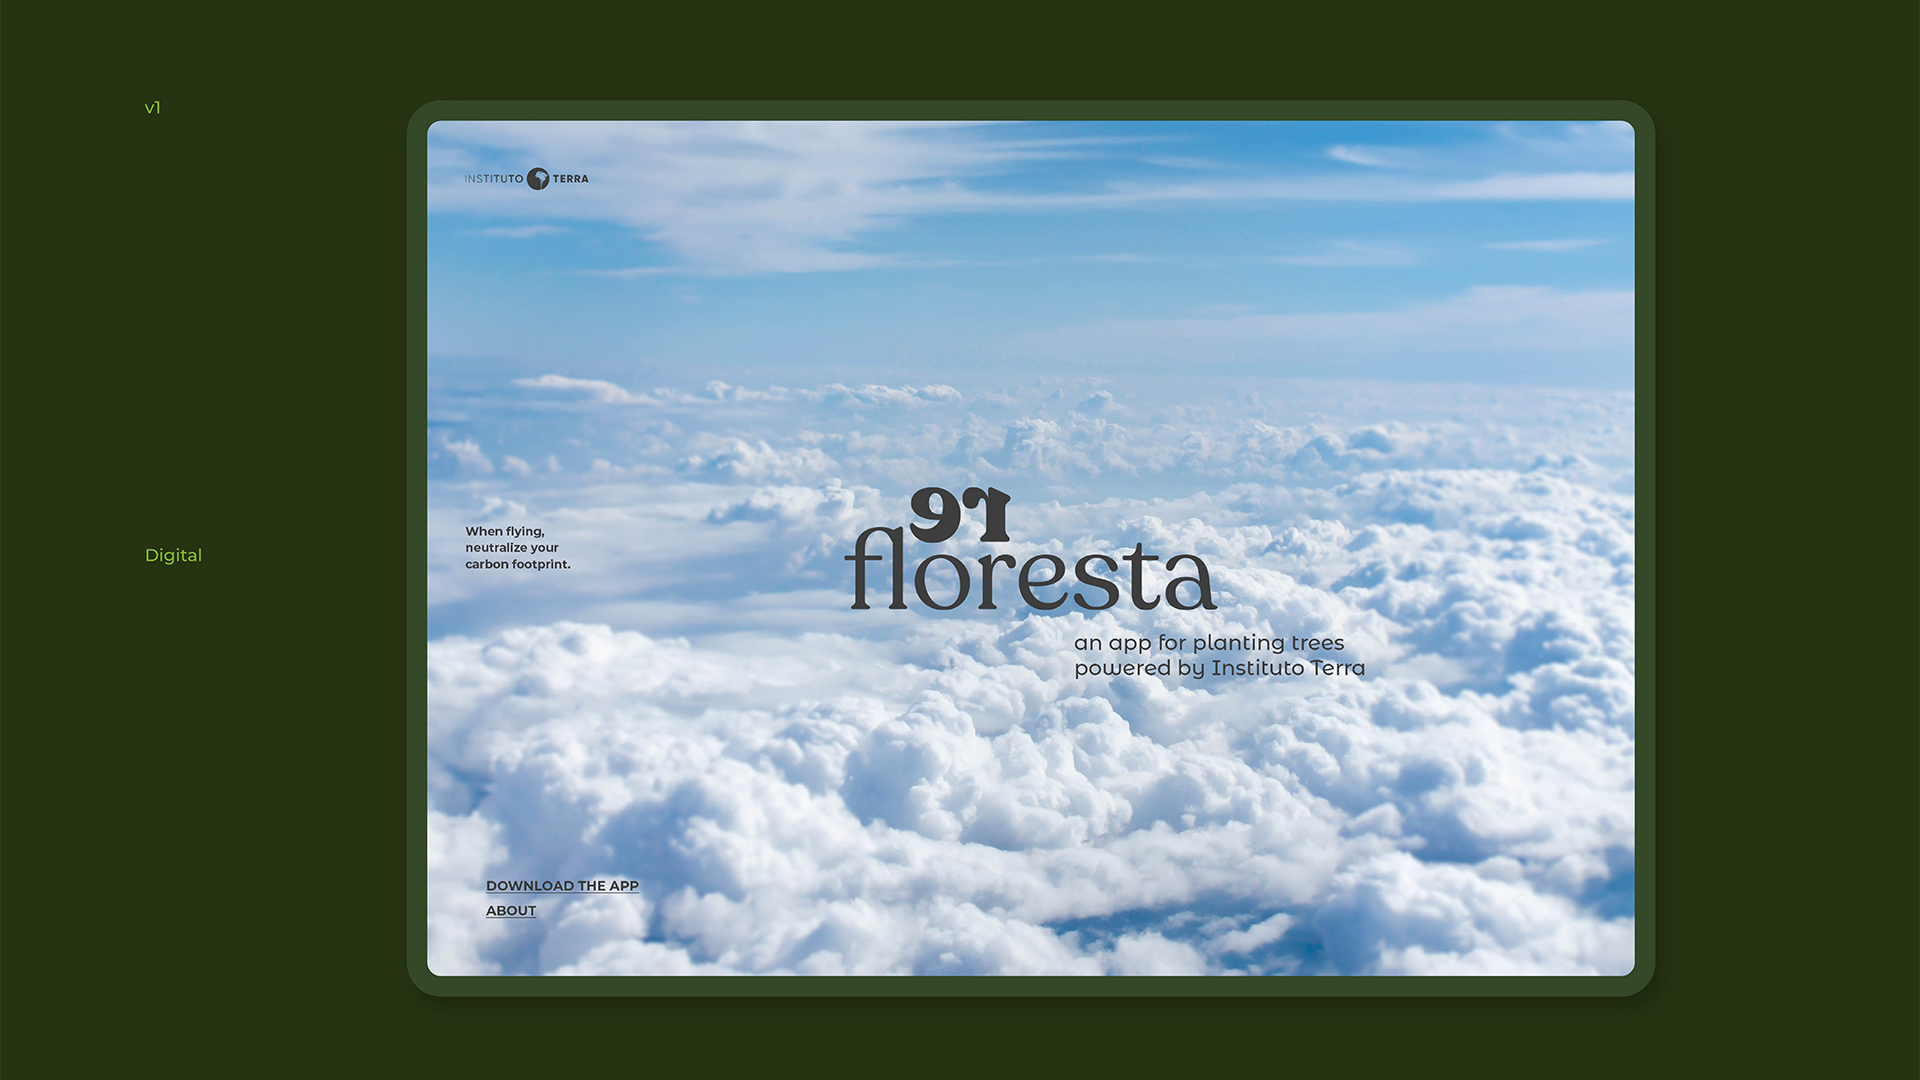 v1
INSTITUTO TERRA
Digital
When flying,
neutralize your
carbon footprint.
91
floresta
an app for planting trees
powered by Instituto Terra
DOWNLOAD THE APP
ABOUT